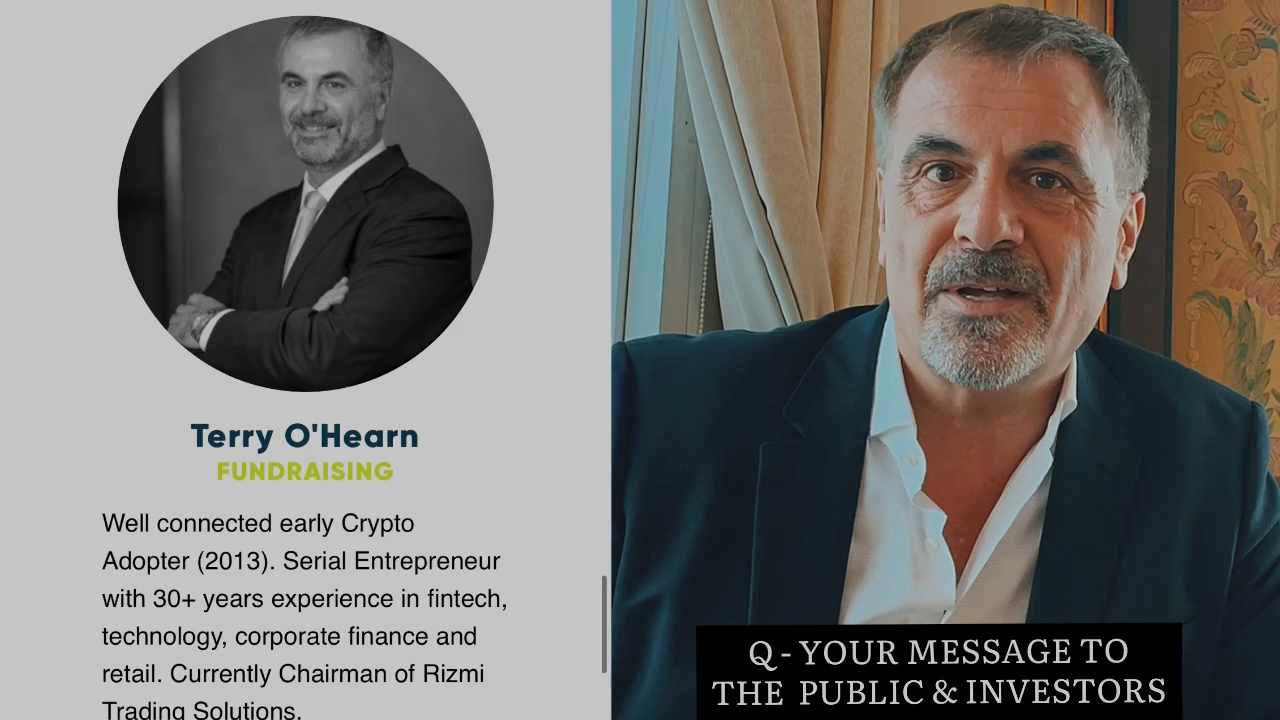 Terry O'Hearn
FUNDRAISING
Well connected early Crypto
Adopter (2013). Serial Entrepreneur
with 30+ years experience in fintech,
technology, corporate finance and
retail. Currently Chairman of Rizmi
Trading Solutions.
Q - YOUR MESSAGE TO
THE PUBLIC & INVESTORS